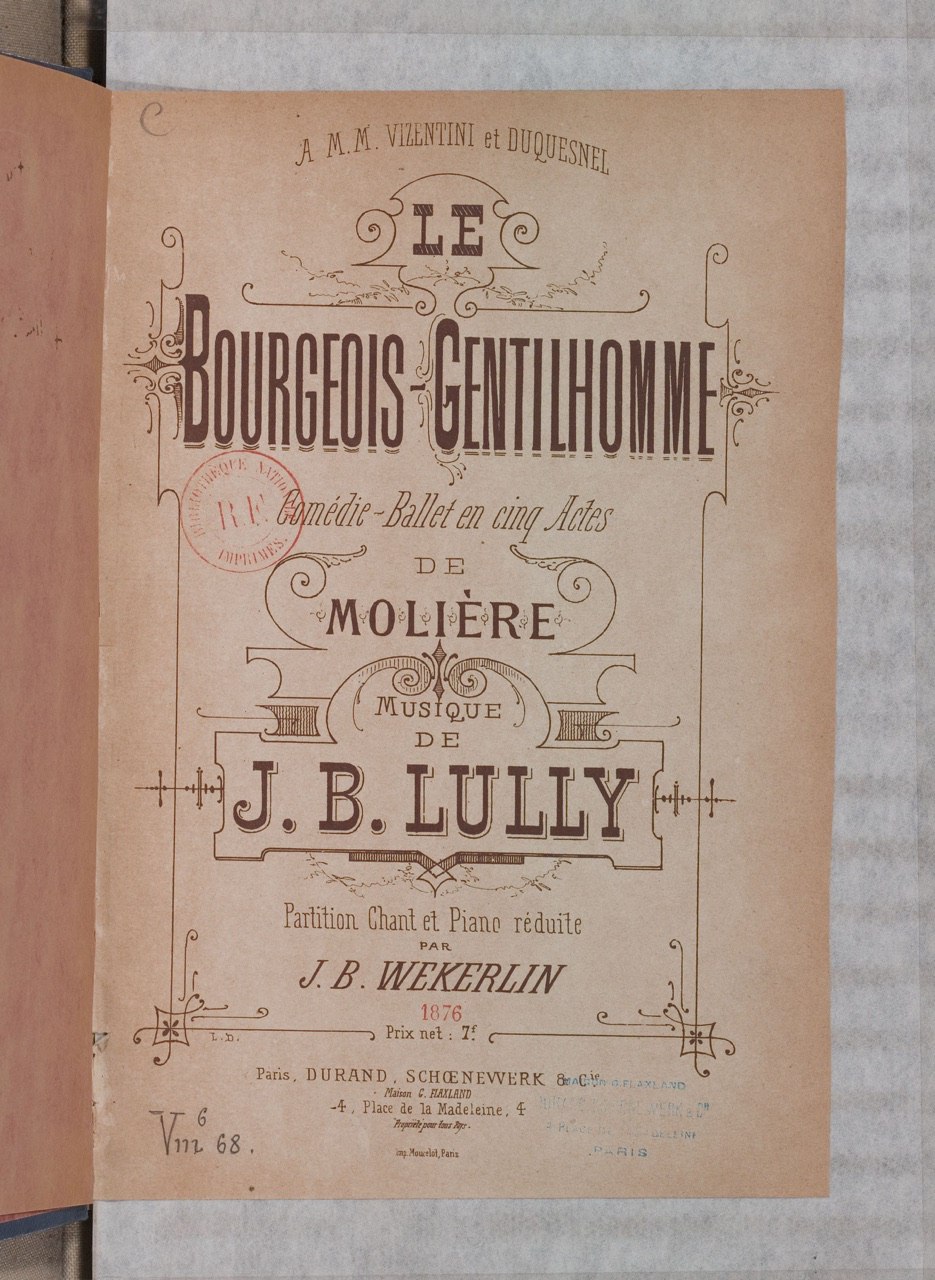 C
A M.M. VIZENTINI et DUQUESNEL
LE
BOURGEOIS-GENTILHOMME
BIBLIOTHÈQUE NATIONALE
R.F.
IMPRIMÉS.
Comédie-Ballet en cinq Actes
DE
MOLIÈRE
MUSIQUE
DE
J. B. LULLY
Partition Chant et Piano réduite
PAR
J. B. WEKERLIN
1876
Prix net : 7f.
L.D.
Paris, DURAND, SCHŒNEWERK & Cie
Maison G. FLAXLAND
4, Place de la Madeleine, 4
Propriété pour tous Pays.
Imp. Moucelot, Paris
MAISON G. FLAXLAND
PARIS
Vm6 68.